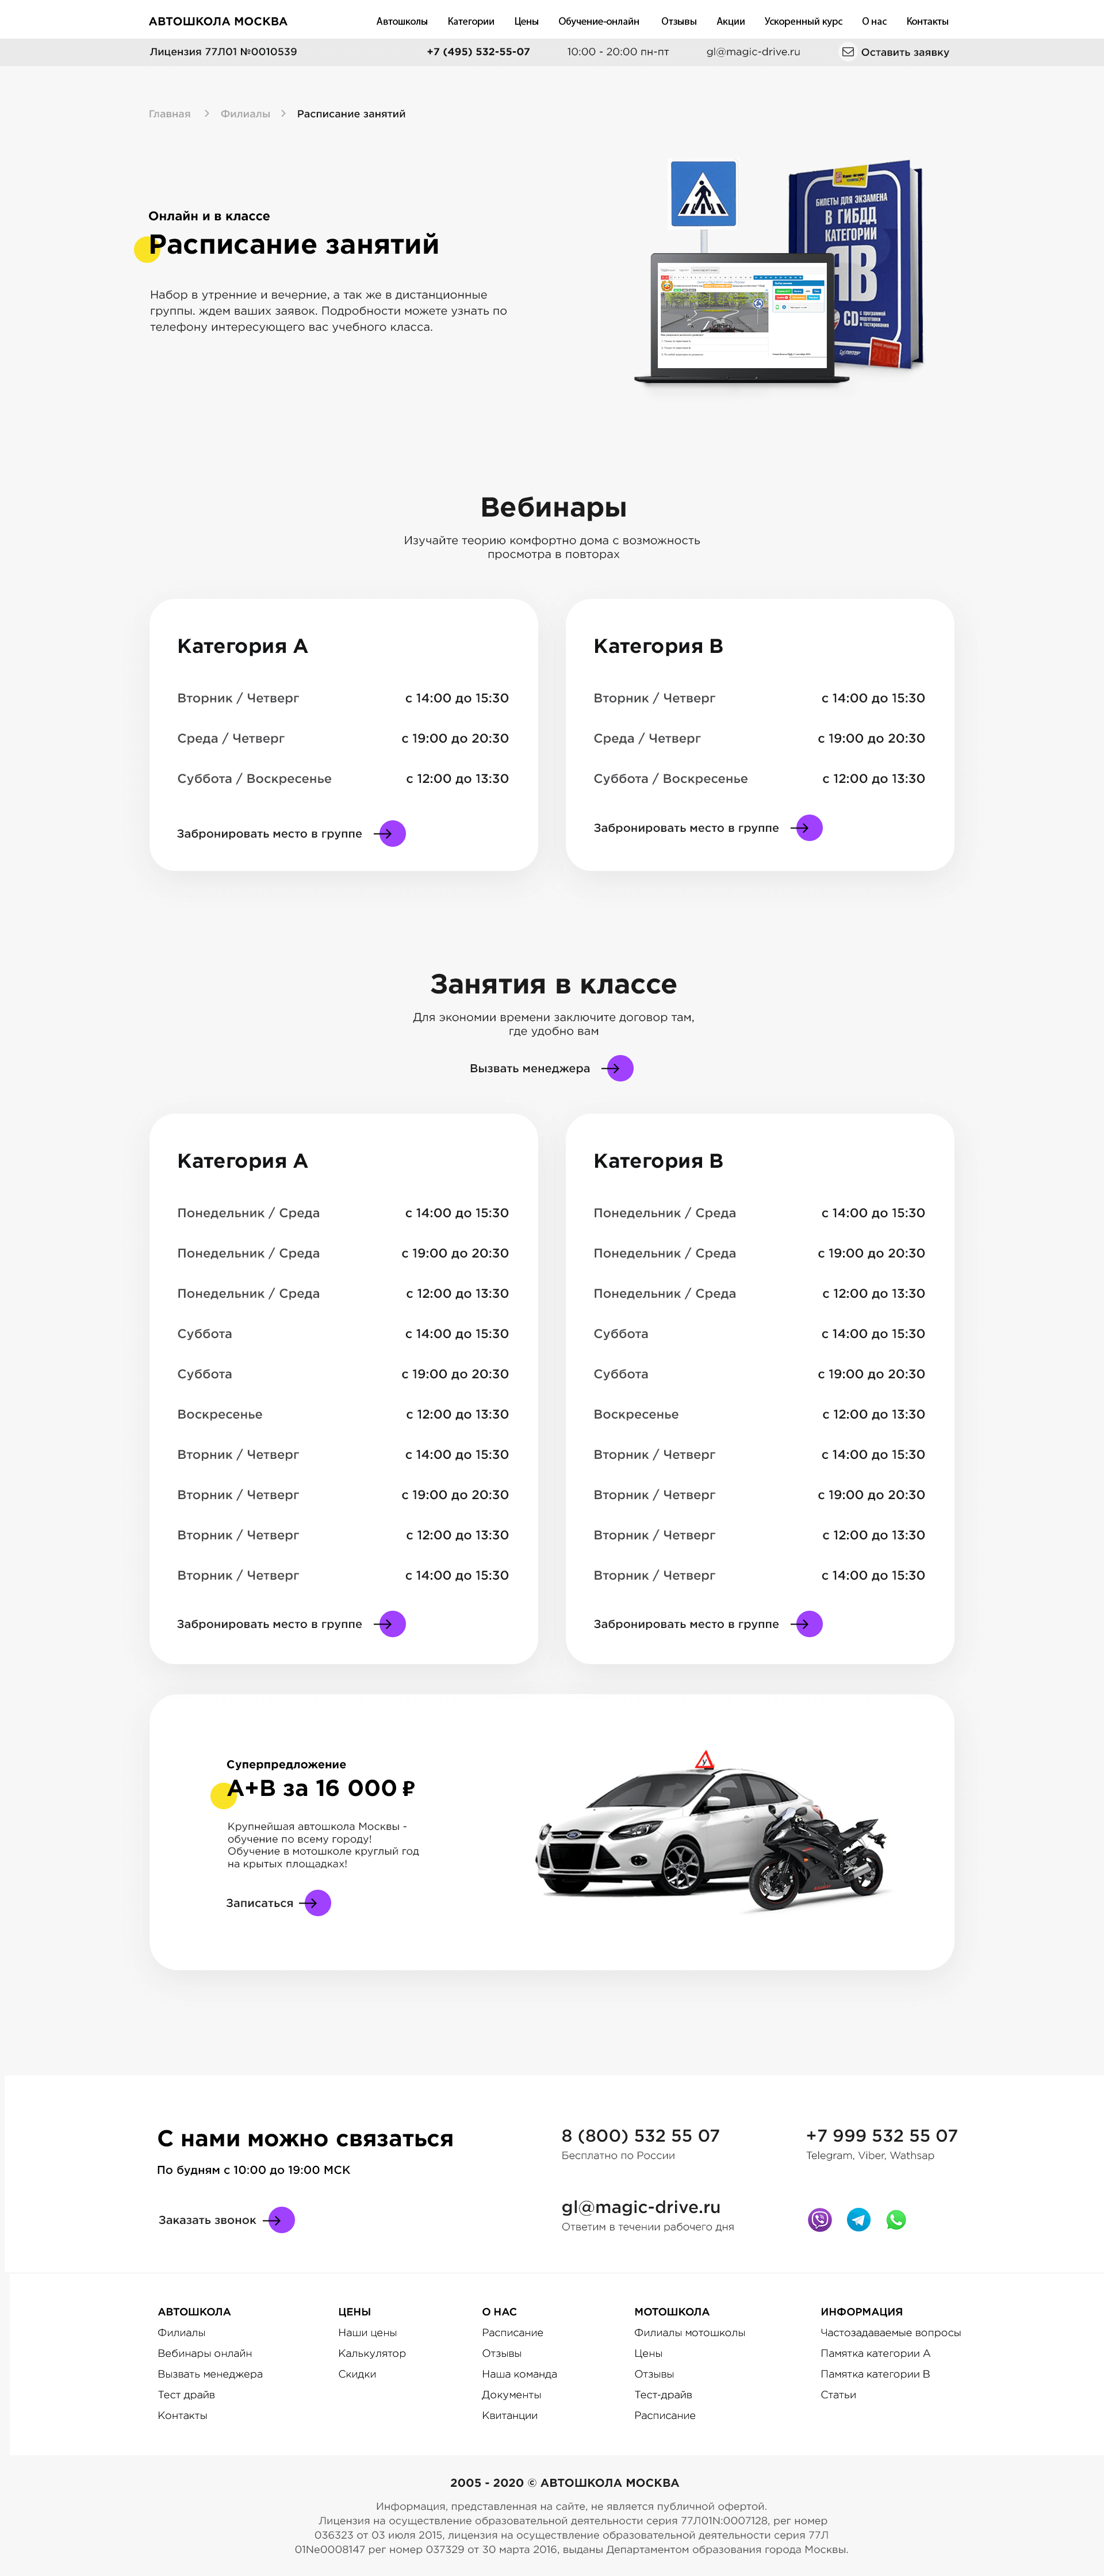 АВТОШКОЛА МОСКВА
Автошколы Категории Цены Обучение-онлайн Отзывы Акции Ускоренный курс О нас Контакты
Лицензия 77Л01 №0010539
+7 (495) 532-55-07
10:00 - 20:00 пн-пт
gl@magic-drive.ru
Оставить заявку
Главная
Филиалы
Расписание занятий
Онлайн и в классе
Расписание занятий
Набор в утренние и вечерние, а так же в дистанционные
группы. ждем ваших заявок. Подробности можете узнать по
телефону интересующего вас учебного класса.
БИЛЕТЫ ДЛЯ ЭКЗАМЕНА
В ГИБДД
КАТЕГОРИИ
АВ
CD
с программой
подготовки
и тестирования
Вебинары
Изучайте теорию комфортно дома с возможность
просмотра в повторах
Категория А
Вторник / Четверг с 14:00 до 15:30
Среда / Четверг с 19:00 до 20:30
Суббота / Воскресенье с 12:00 до 13:30
Забронировать место в группе
Категория В
Вторник / Четверг с 14:00 до 15:30
Среда / Четверг с 19:00 до 20:30
Суббота / Воскресенье с 12:00 до 13:30
Забронировать место в группе
Занятия в классе
Для экономии времени заключите договор там,
где удобно вам
Вызвать менеджера
Категория А
Понедельник / Среда с 14:00 до 15:30
Понедельник / Среда с 19:00 до 20:30
Понедельник / Среда с 12:00 до 13:30
Суббота с 14:00 до 15:30
Суббота с 19:00 до 20:30
Воскресенье с 12:00 до 13:30
Вторник / Четверг с 14:00 до 15:30
Вторник / Четверг с 19:00 до 20:30
Вторник / Четверг с 12:00 до 13:30
Вторник / Четверг с 14:00 до 15:30
Забронировать место в группе
Категория В
Понедельник / Среда с 14:00 до 15:30
Понедельник / Среда с 19:00 до 20:30
Понедельник / Среда с 12:00 до 13:30
Суббота с 14:00 до 15:30
Суббота с 19:00 до 20:30
Воскресенье с 12:00 до 13:30
Вторник / Четверг с 14:00 до 15:30
Вторник / Четверг с 19:00 до 20:30
Вторник / Четверг с 12:00 до 13:30
Вторник / Четверг с 14:00 до 15:30
Забронировать место в группе
Суперпредложение
А+В за 16 000 ₽
Крупнейшая автошкола Москвы -
обучение по всему городу!
Обучение в мотошколе круглый год
на крытых площадках!
Записаться
У
С нами можно связаться
По будням с 10:00 до 19:00 МСК
Заказать звонок
8 (800) 532 55 07
Бесплатно по России
+7 999 532 55 07
Telegram, Viber, Wathsap
gl@magic-drive.ru
Ответим в течении рабочего дня
АВТОШКОЛА
Филиалы
Вебинары онлайн
Вызвать менеджера
Тест драйв
Контакты
ЦЕНЫ
Наши цены
Калькулятор
Скидки
О НАС
Расписание
Отзывы
Наша команда
Документы
Квитанции
МОТОШКОЛА
Филиалы мотошколы
Цены
Отзывы
Тест-драйв
Расписание
ИНФОРМАЦИЯ
Частозадаваемые вопросы
Памятка категории А
Памятка категории В
Статьи
2005 - 2020 © АВТОШКОЛА МОСКВА
Информация, представленная на сайте, не является публичной офертой.
Лицензия на осуществление образовательной деятельности серия 77Л01N:0007128, рег номер
036323 от 03 июля 2015, лицензия на осуществление образовательной деятельности серия 77Л
01Ne0008147 рег номер 037329 от 30 марта 2016, выданы Департаментом образования города Москвы.